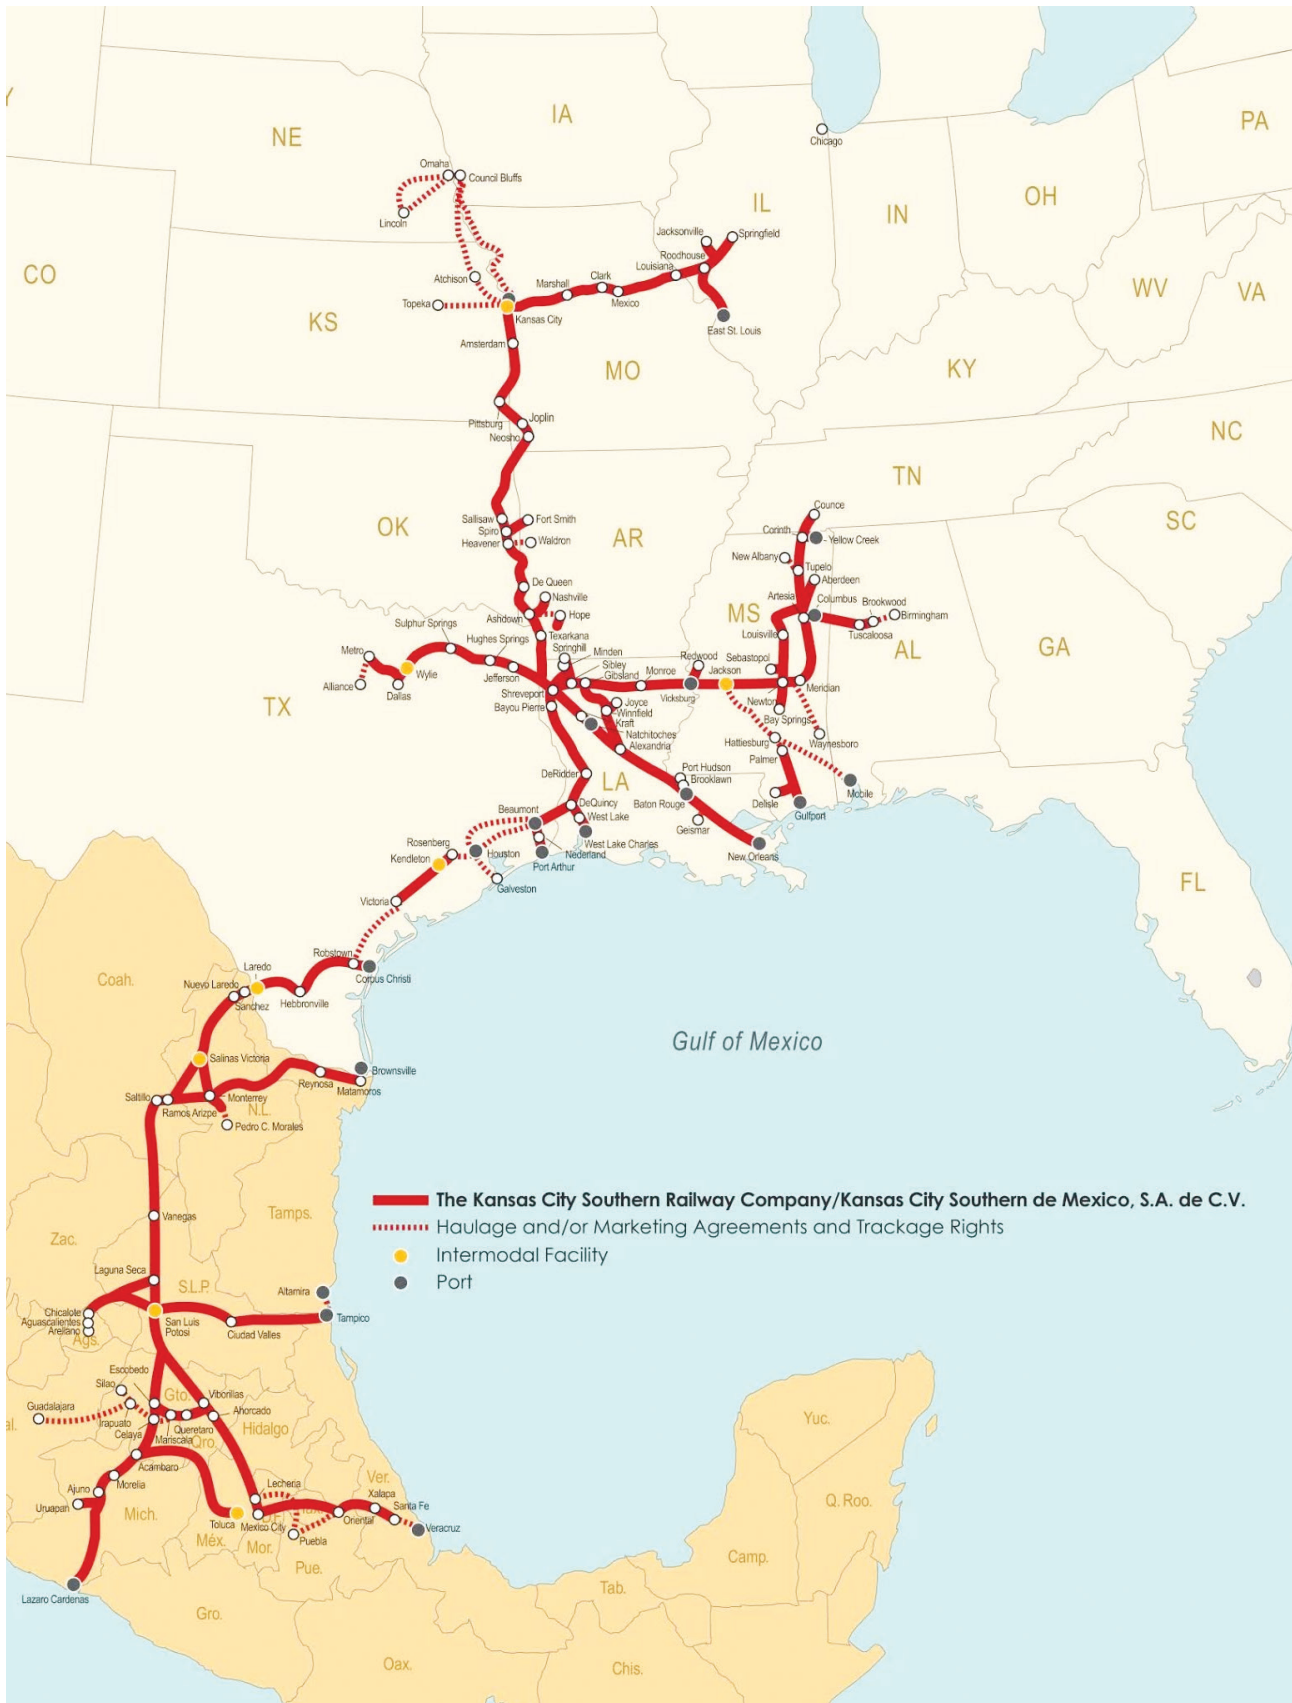 IA
PA
NE
Chicago
Omaha
Council Bluffs
OH
IL
IN
Lincoln
Jacksonville
Springfield
Roodhouse
CO
Louisiana
Clark
Atchison
Marshall
WV
VA
Topeka
Mexico
Kansas City
KS
East St. Louis
Amsterdam
MO
KY
Pittsburg
Joplin
Neosho
NC
TN
Counce
Sallisaw
Fort Smith
OK
Spiro
AR
Corinth
Yellow Creek
SC
Heavener
Waldron
New Albany
Tupelo
De Queen
Aberdeen
Nashville
Artesia
Columbus
Brookwood
Ashdown
Hope
MS
Birmingham
Sulphur Springs
Texarkana
Louisville
Tuscaloosa
Hughes Springs
Springhill
AL
GA
Metro
Minden
Redwood
Sebastopol
Sibley
Wylie
Jefferson
Gibsland
Monroe
Jackson
Alliance
Dallas
Shreveport
Vicksburg
Meridian
TX
Bayou Pierre
Joyce
Newton
Winnfield
Bay Springs
Kraft
Natchitoches
Hattiesburg
Waynesboro
Alexandria
Palmer
Port Hudson
DeRidder
LA
Brooklawn
Mobile
Baton Rouge
Delisle
Beaumont
DeQuincy
Gulfport
West Lake
Geismar
Rosenberg
West Lake Charles
Kendleton
Houston
Nederland
New Orleans
Port Arthur
FL
Galveston
Victoria
Robstown
Laredo
Coah.
Corpus Christi
Nuevo Laredo
Sanchez
Hebbronville
Gulf of Mexico
Salinas Victoria
Brownsville
Reynosa
Matamoros
Saltillo
Monterrey
Ramos Arizpe
N.L.
Pedro C. Morales
The Kansas City Southern Railway Company/Kansas City Southern de Mexico, S.A. de C.V.
Vanegas
Tamps.
Haulage and/or Marketing Agreements and Trackage Rights
Zac.
Intermodal Facility
Laguna Seca
Port
S.L.P.
Altamira
Chicalote
Aguascalientes
San Luis
Potosi
Tampico
Arellano
Ciudad Valles
Ags.
Escobedo
Silao
Gto.
Viborillas
Guadalajara
Ahorcado
Yuc.
al.
Irapuato
Queretaro
Hidalgo
Celaya
Mariscala
Qro.
Acambaro
Morelia
Lecheria
Ver.
Ajuno
Xalapa
Q. Roo.
Uruapan
Santa Fe
Mich.
Toluca
Mexico City
D.F.
Oriental
Veracruz
Méx.
Mor.
Puebla
Camp.
Pue.
Tab.
Lazaro Cardenas
Gro.
Oax.
Chis.